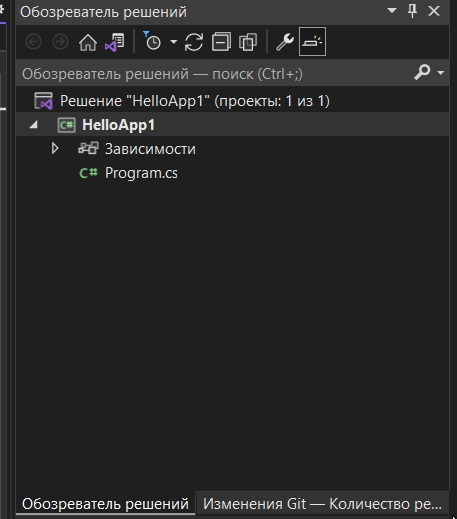 Обозреватель решений
Обозреватель решений — поиск (Ctrl+;)
Решение "HelloApp1" (проекты: 1 из 1)
C# HelloApp1
Зависимости
C# Program.cs
Обозреватель решений Изменения Git — Количество ре...